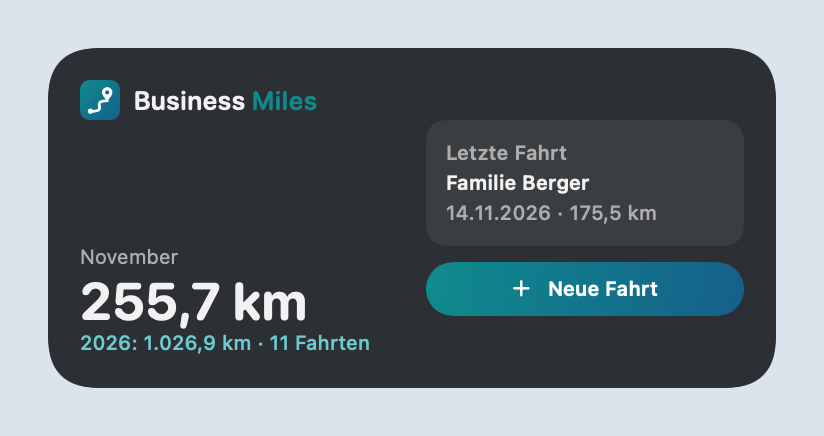 Business Miles
November
255,7 km
2026: 1.026,9 km · 11 Fahrten
Letzte Fahrt
Familie Berger
14.11.2026 · 175,5 km
+ Neue Fahrt